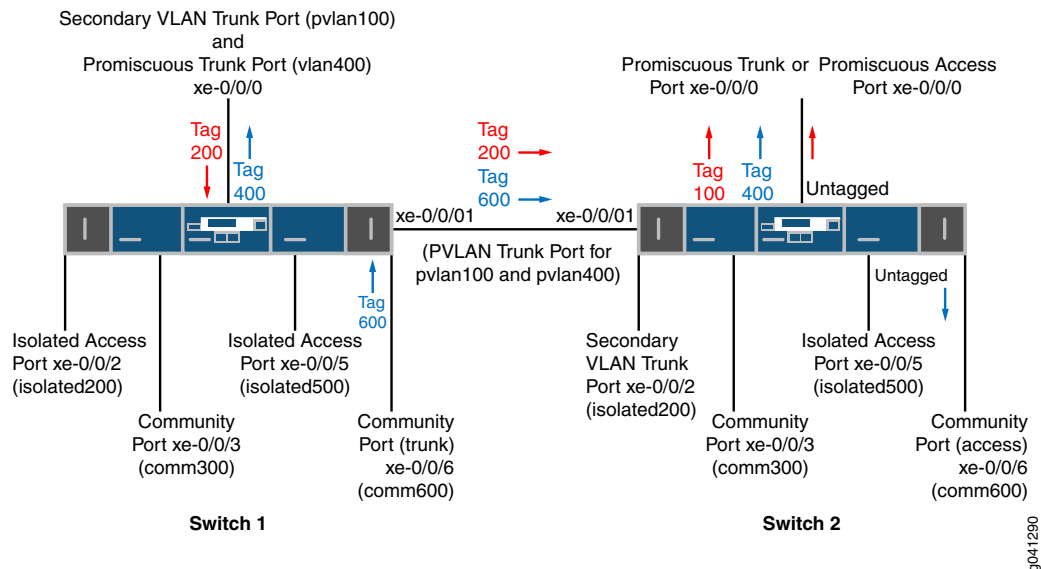 Secondary VLAN Trunk Port (pvlan100)
and
Promiscuous Trunk Port (vlan400)
xe-0/0/0
Promiscuous Trunk or Promiscuous Access
Port xe-0/0/0
Port xe-0/0/0
Tag
200
Tag
400
Tag
200
Tag
600
Tag
100
Tag
400
Untagged
xe-0/0/01
xe-0/0/01
(PVLAN Trunk Port for
pvlan100 and pvlan400)
Tag
600
Untagged
Isolated Access
Port xe-0/0/2
(isolated200)
Isolated Access
Port xe-0/0/5
(isolated500)
Secondary
VLAN Trunk
Port xe-0/0/2
(isolated200)
Isolated Access
Port xe-0/0/5
(isolated500)
Community
Port xe-0/0/3
(comm300)
Community
Port (trunk)
xe-0/0/6
(comm600)
Community
Port xe-0/0/3
(comm300)
Community
Port (access)
xe-0/0/6
(comm600)
Switch 1
Switch 2
g041290